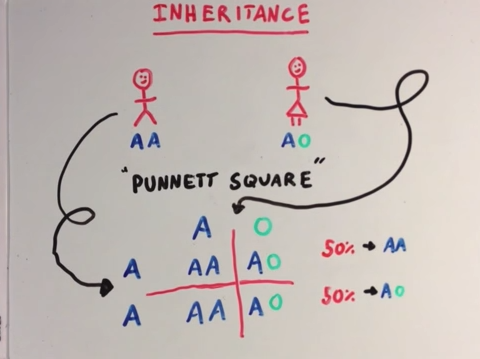 INHERITANCE
AA AO
"PUNNETT SQUARE"
A O
A AA AO 50% → AA
A AA AO 50% → AO